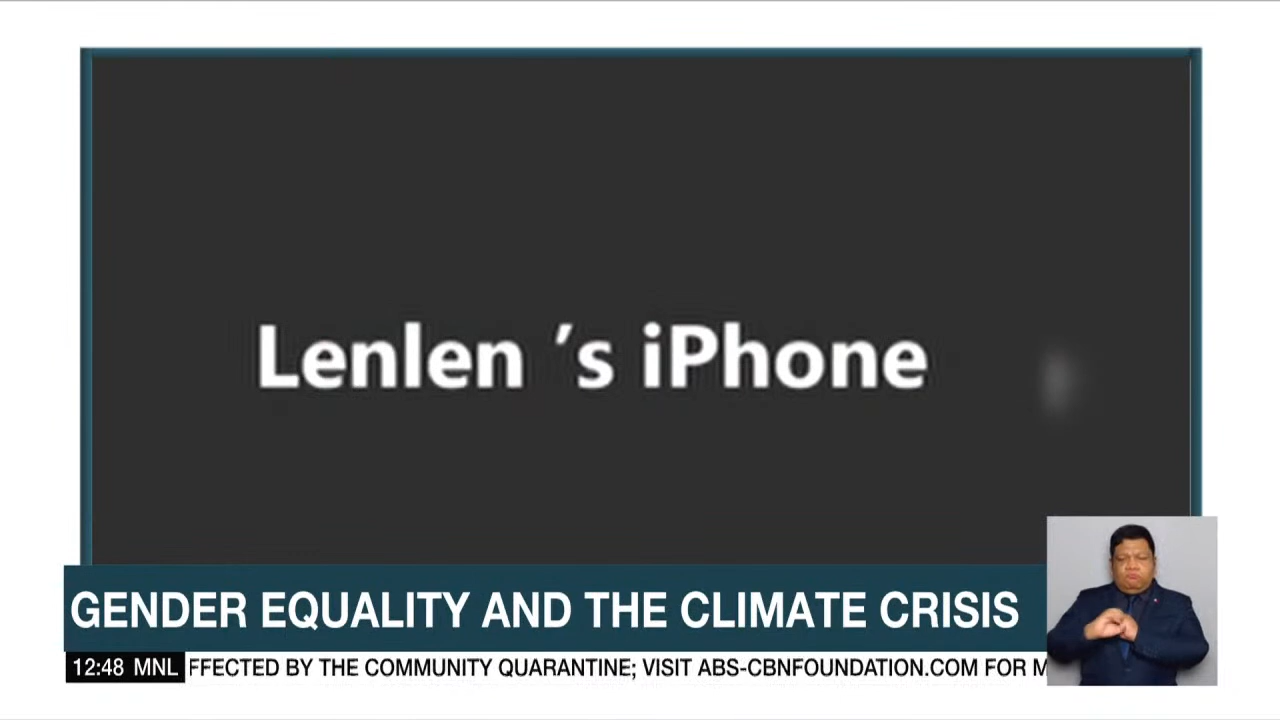 Lenlen 's iPhone
GENDER EQUALITY AND THE CLIMATE CRISIS
12:48 MNL FFECTED BY THE COMMUNITY QUARANTINE; VISIT ABS-CBNFOUNDATION.COM FOR M